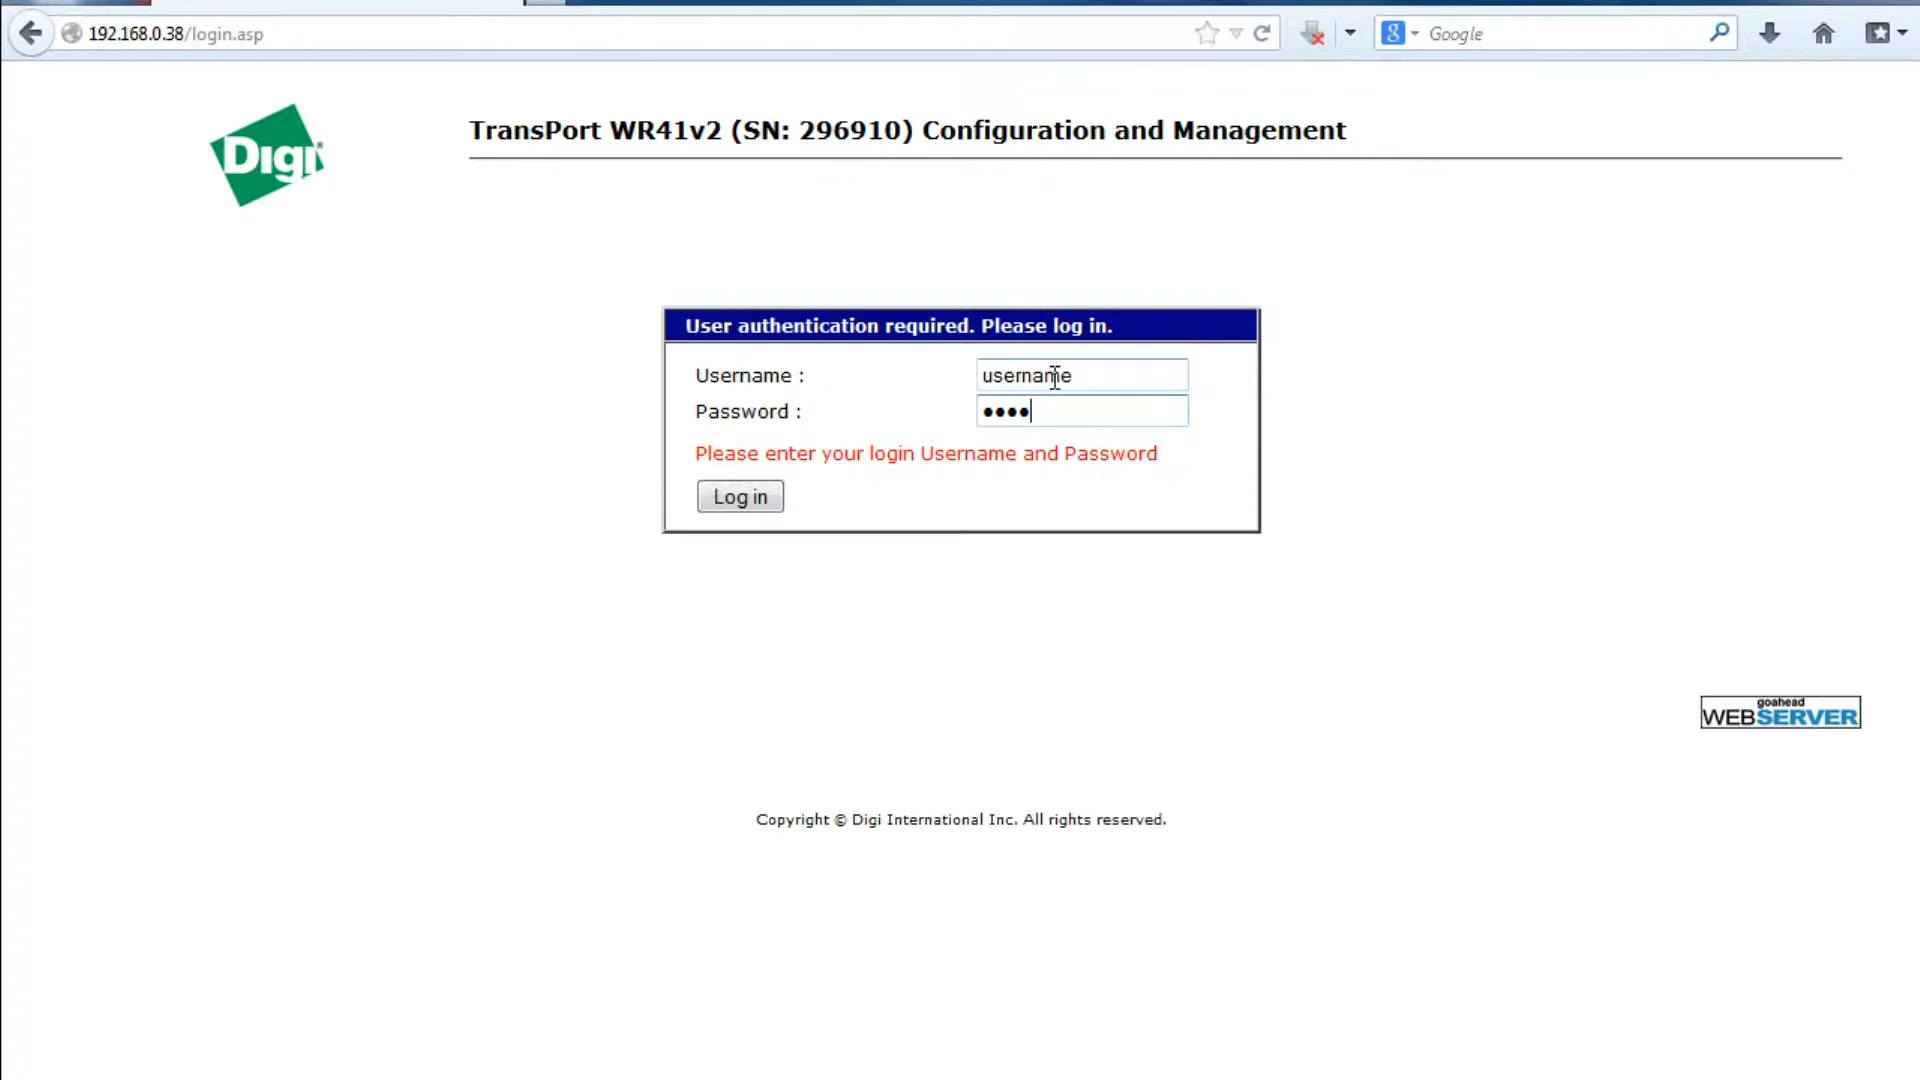 192.168.0.38/login.asp
Google
Digi
TransPort WR41v2 (SN: 296910) Configuration and Management
User authentication required. Please log in.
Username : username
Password : ••••
Please enter your login Username and Password
Log in
goahead
WEBSERVER
Copyright © Digi International Inc. All rights reserved.